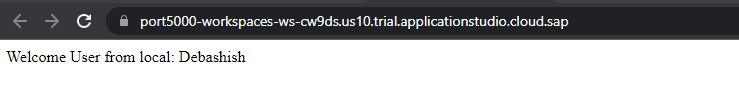 port5000-workspaces-ws-cw9ds.us10.trial.applicationstudio.cloud.sap
Welcome User from local: Debashish